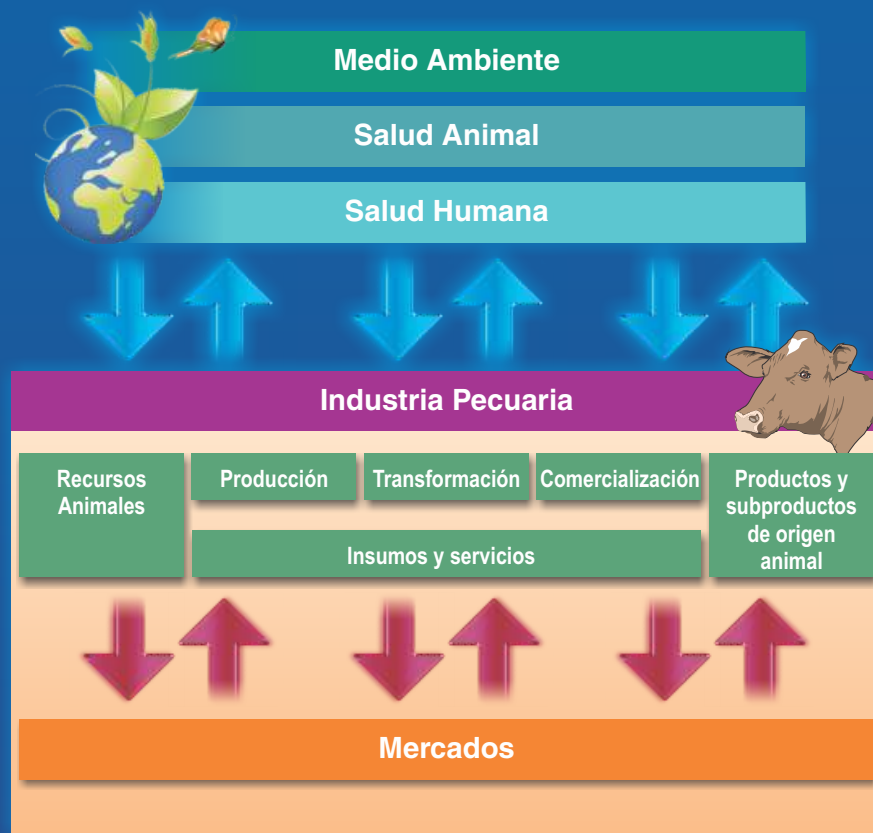 Medio Ambiente
Salud Animal
Salud Humana
Industria Pecuaria
Recursos
Animales
Producción
Transformación
Comercialización
Productos y
subproductos
de origen
animal
Insumos y servicios
Mercados